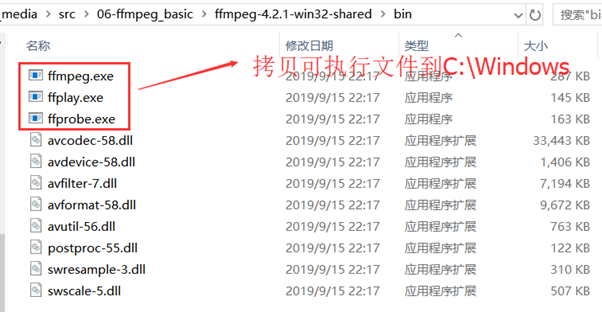 _media › src › 06-ffmpeg_basic › ffmpeg-4.2.1-win32-shared › bin
搜索"bi
名称 修改日期 类型 大小
拷贝可执行文件到C:\Windows
ffmpeg.exe 2019/9/15 22:17 应用程序 287 KB
ffplay.exe 2019/9/15 22:17 应用程序 145 KB
ffprobe.exe 2019/9/15 22:17 应用程序 163 KB
avcodec-58.dll 2019/9/15 22:17 应用程序扩展 33,443 KB
avdevice-58.dll 2019/9/15 22:17 应用程序扩展 1,406 KB
avfilter-7.dll 2019/9/15 22:17 应用程序扩展 7,194 KB
avformat-58.dll 2019/9/15 22:17 应用程序扩展 9,672 KB
avutil-56.dll 2019/9/15 22:17 应用程序扩展 763 KB
postproc-55.dll 2019/9/15 22:17 应用程序扩展 122 KB
swresample-3.dll 2019/9/15 22:17 应用程序扩展 310 KB
swscale-5.dll 2019/9/15 22:17 应用程序扩展 507 KB